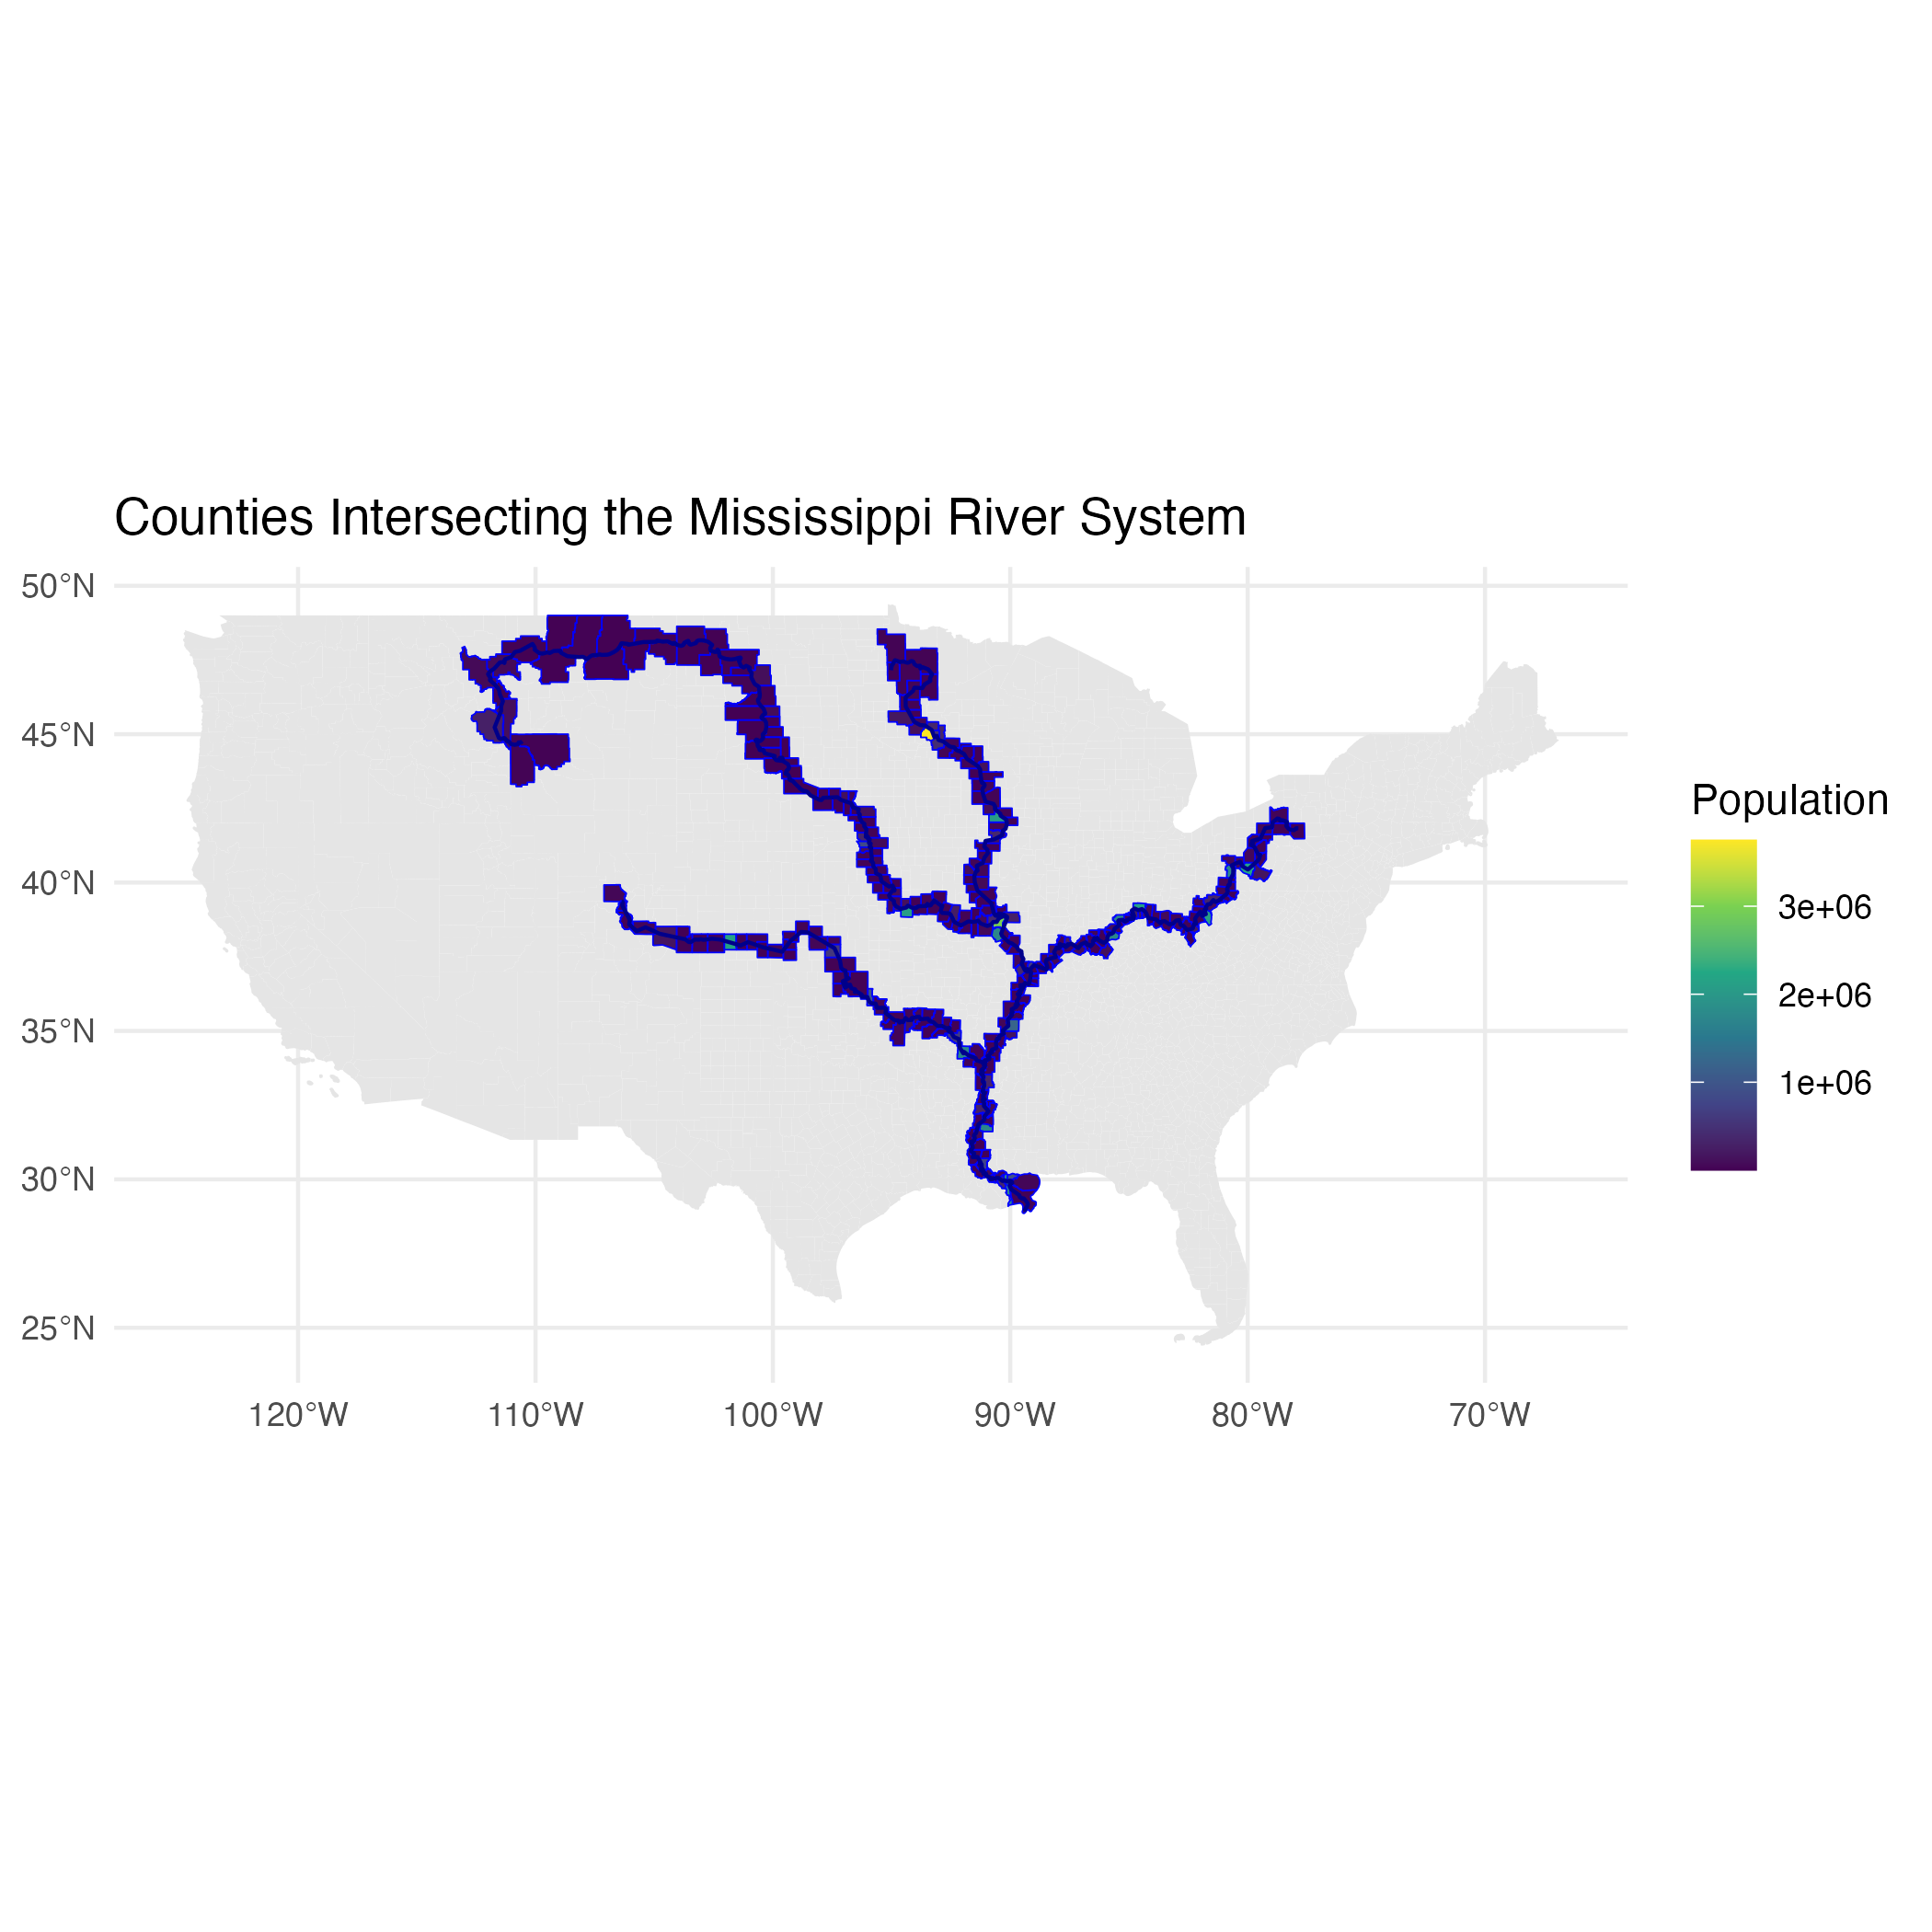 Counties Intersecting the Mississippi River System
50°N
45°N
40°N
35°N
30°N
25°N
120°W
110°W
100°W
90°W
80°W
70°W
Population
3e+06
2e+06
1e+06